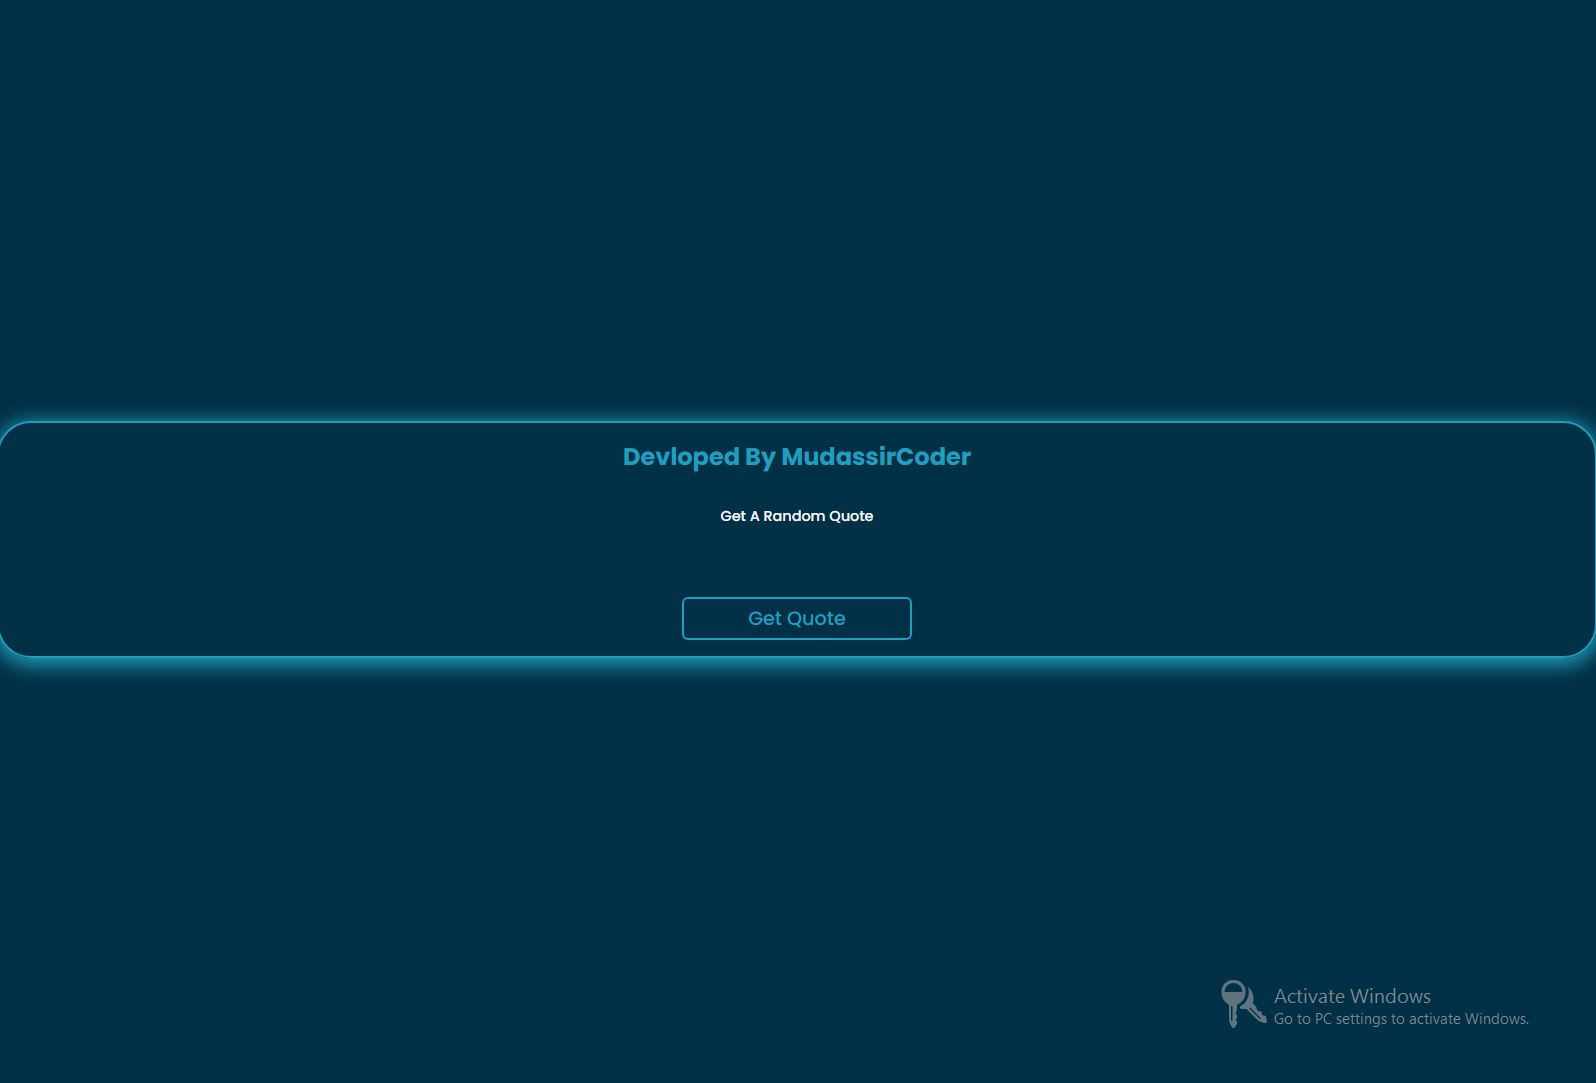 Devloped By MudassirCoder
Get A Random Quote
Get Quote
Activate Windows
Go to PC settings to activate Windows.